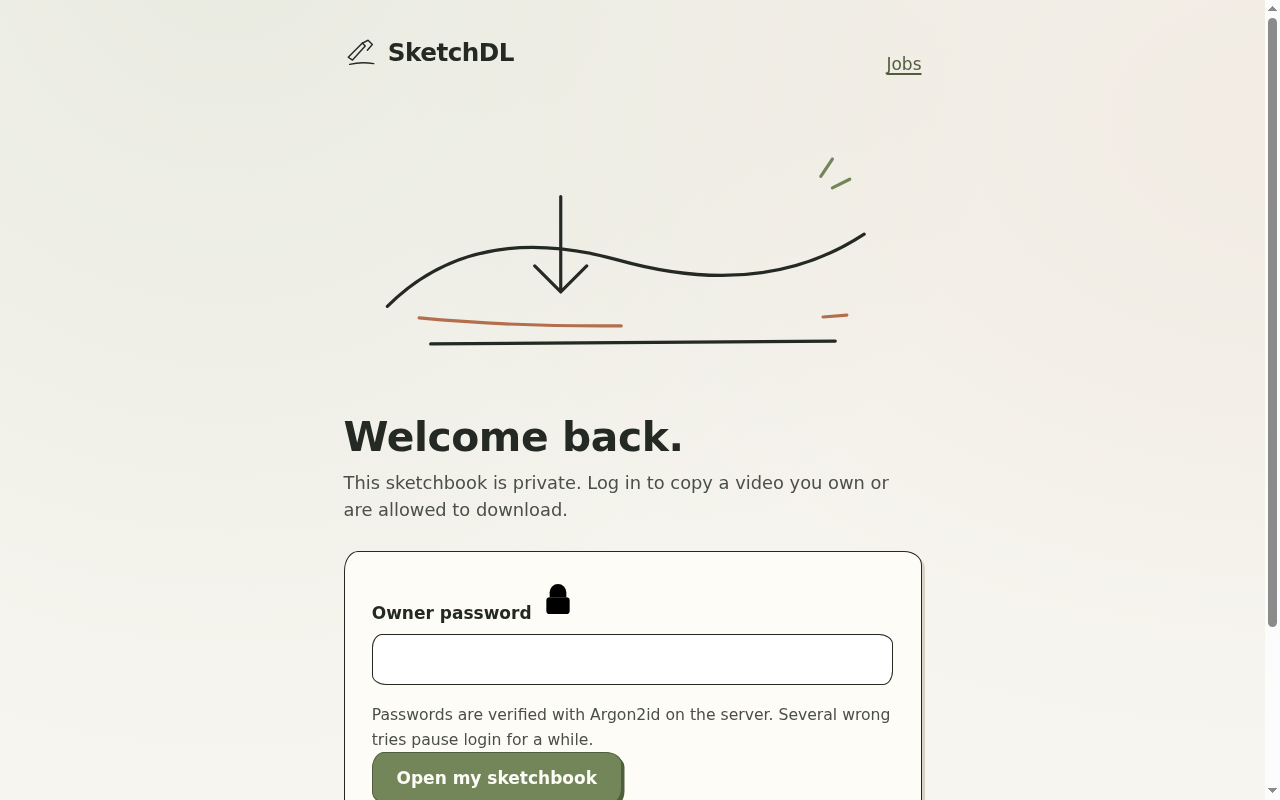 SketchDL
Jobs
Welcome back.
This sketchbook is private. Log in to copy a video you own or
are allowed to download.
Owner password
Passwords are verified with Argon2id on the server. Several wrong
tries pause login for a while.
Open my sketchbook